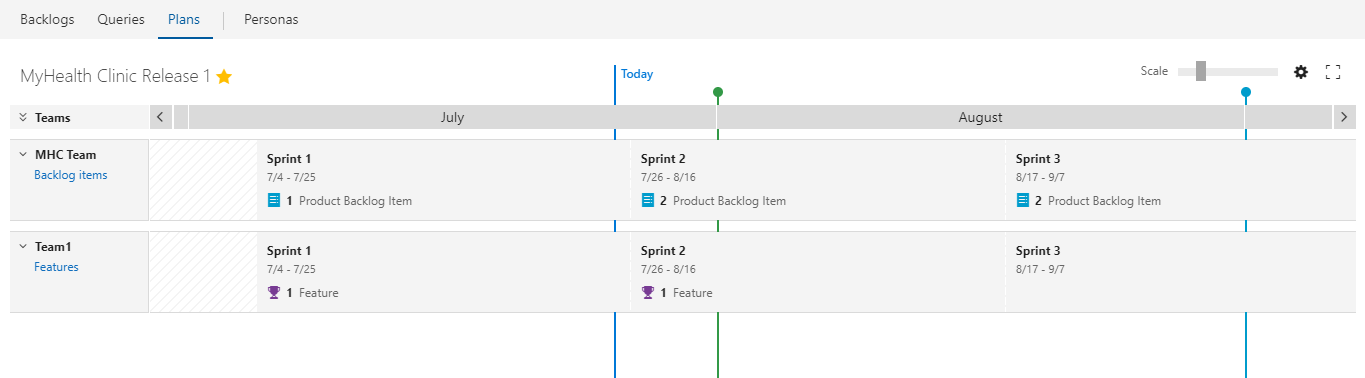 Backlogs Queries Plans Personas
MyHealth Clinic Release 1
Today
Scale
Teams
July
August
MHC Team
Backlog items
Sprint 1
7/4 - 7/25
1 Product Backlog Item
Sprint 2
7/26 - 8/16
2 Product Backlog Item
Sprint 3
8/17 - 9/7
2 Product Backlog Item
Team1
Features
Sprint 1
7/4 - 7/25
1 Feature
Sprint 2
7/26 - 8/16
1 Feature
Sprint 3
8/17 - 9/7